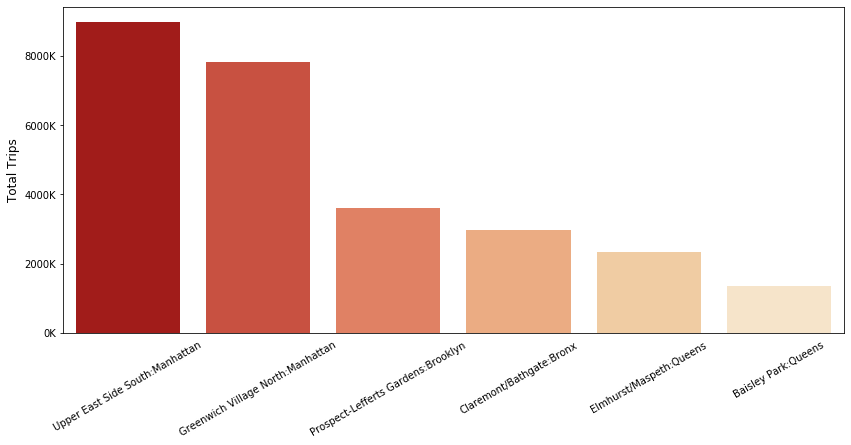 Total Trips
8000K
6000K
4000K
2000K
0K
Upper East Side South:Manhattan
Greenwich Village North:Manhattan
Prospect-Lefferts Gardens:Brooklyn
Claremont/Bathgate:Bronx
Elmhurst/Maspeth:Queens
Baisley Park:Queens